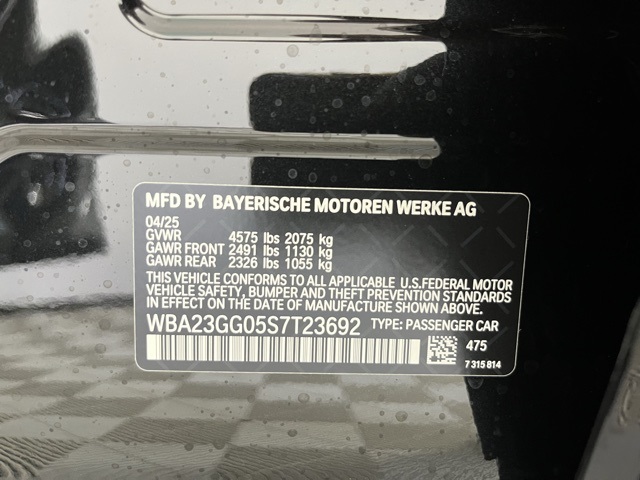 MFD BY BAYERISCHE MOTOREN WERKE AG
04/25
GVWR 4575 lbs 2075 kg
GAWR FRONT 2491 lbs 1130 kg
GAWR REAR 2326 lbs 1055 kg
THIS VEHICLE CONFORMS TO ALL APPLICABLE U.S.FEDERAL MOTOR
VEHICLE SAFETY, BUMPER AND THEFT PREVENTION STANDARDS
IN EFFECT ON THE DATE OF MANUFACTURE SHOWN ABOVE.
WBA23GG05S7T23692 TYPE: PASSENGER CAR
475
7 315 814